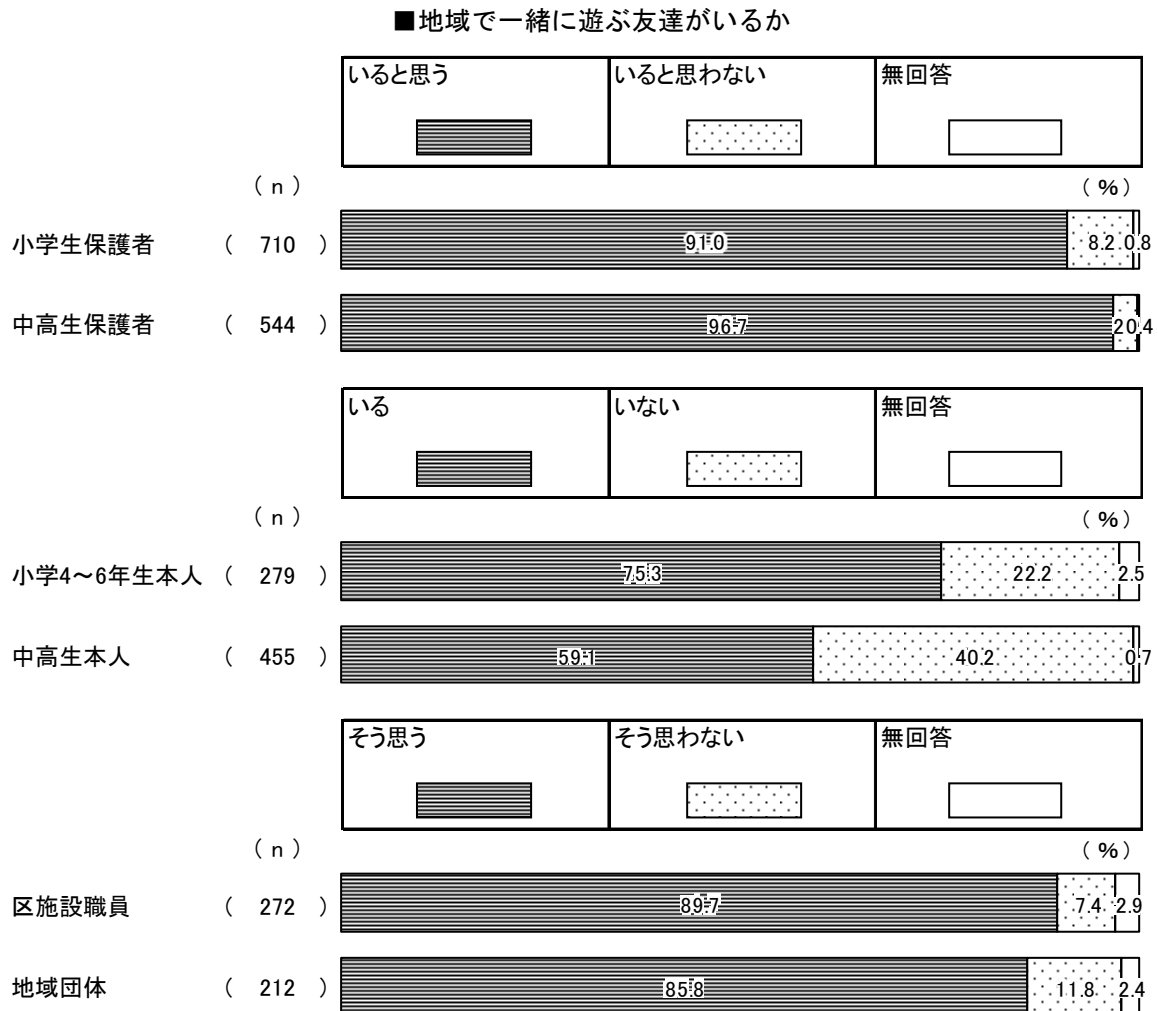 ■地域で一緒に遊ぶ友達がいるか
いると思う いると思わない 無回答
（ｎ） （％）
小学生保護者 （ 710 ） 91.0 8.2 0.8
中高生保護者 （ 544 ） 96.7 0.4
いる いない 無回答
（ｎ） （％）
小学4～6年生本人 （ 279 ） 75.3 22.2 2.5
中高生本人 （ 455 ） 59.1 40.2 0.7
そう思う そう思わない 無回答
（ｎ） （％）
区施設職員 （ 272 ） 89.7 7.4 2.9
地域団体 （ 212 ） 85.8 11.8 2.4